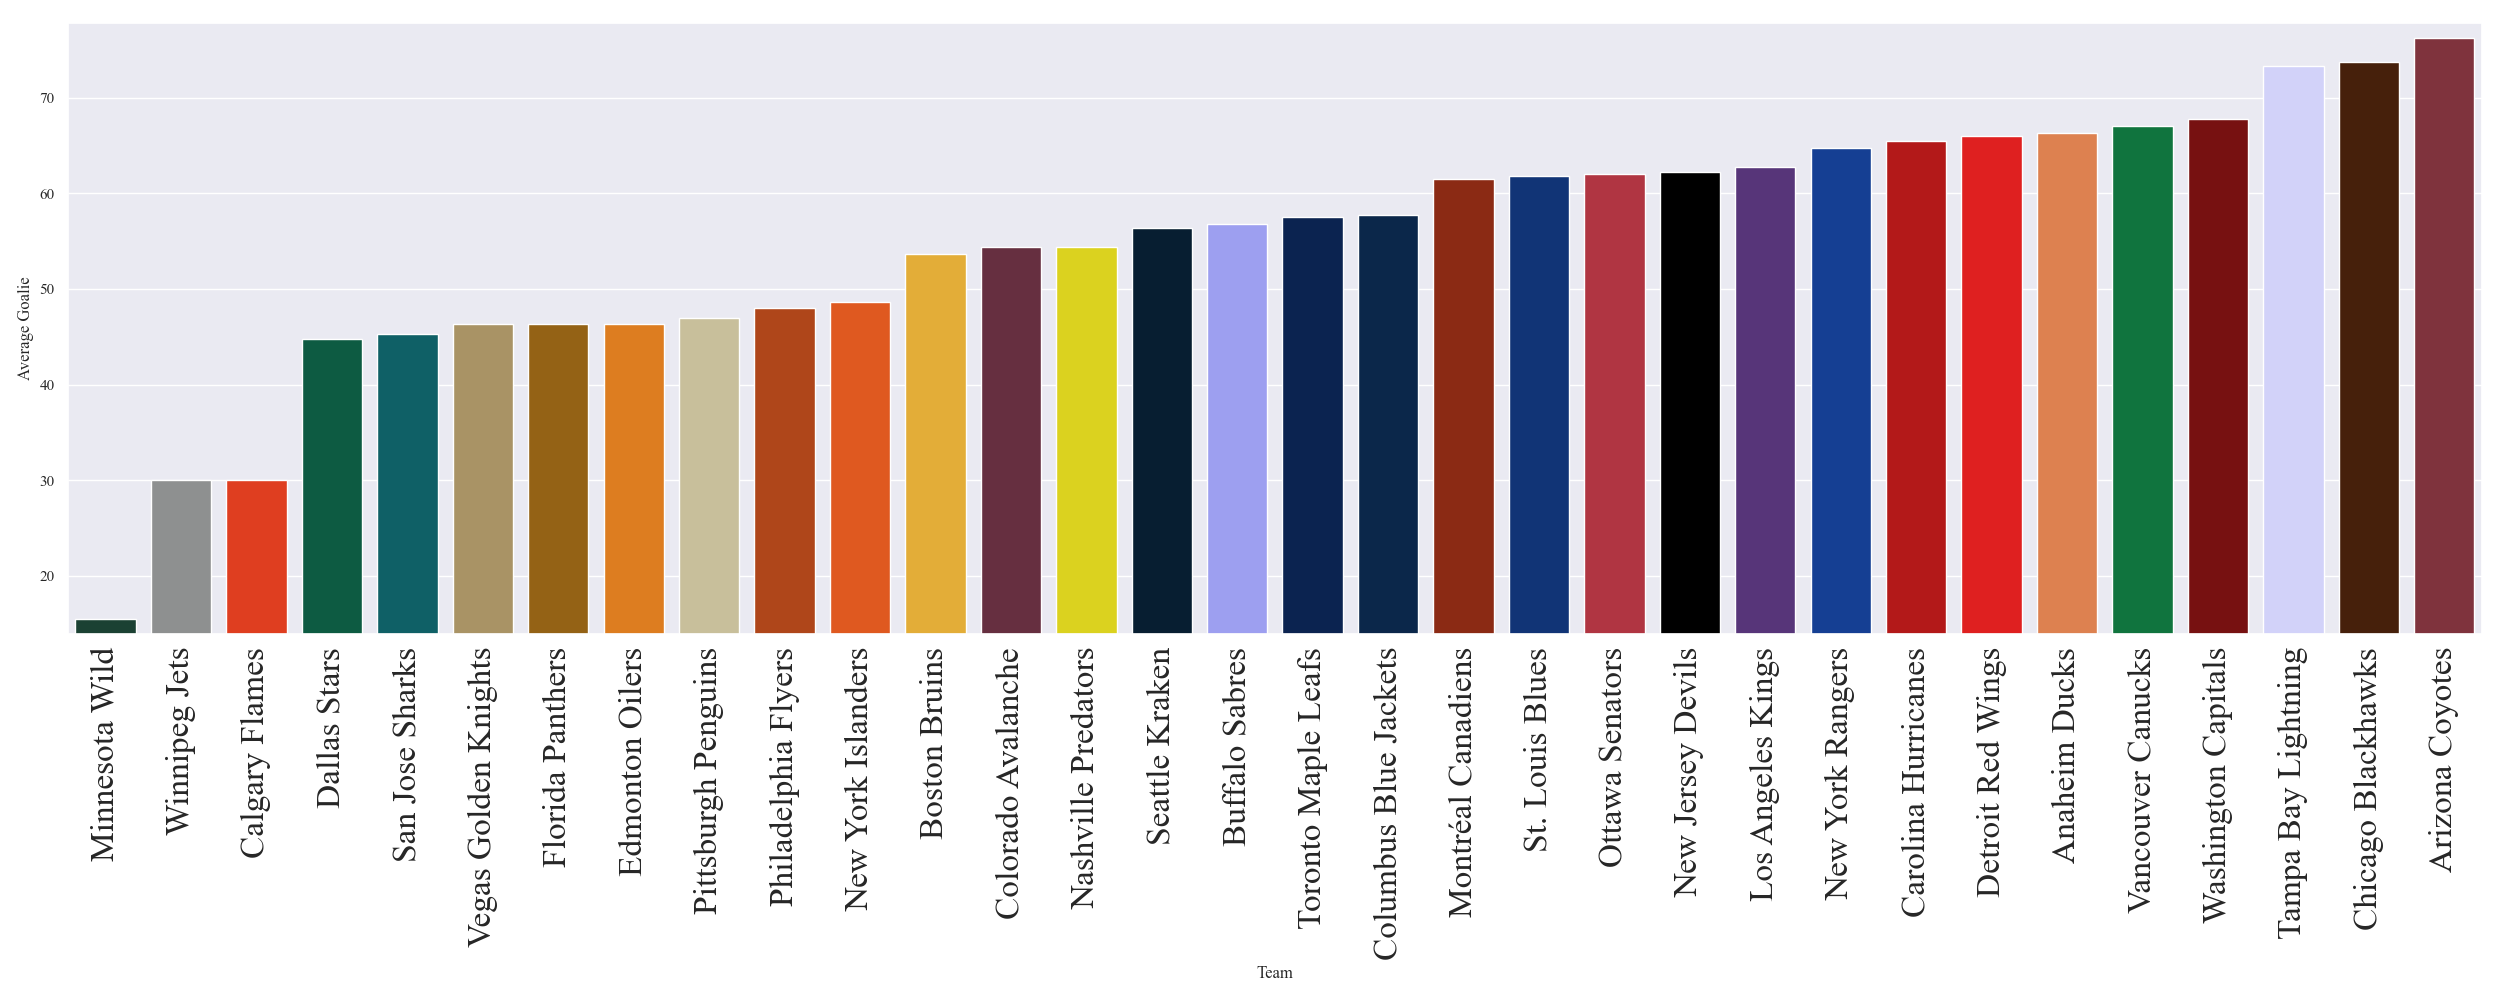 Average Goalie
70
60
50
40
30
20
Minnesota Wild
Winnipeg Jets
Calgary Flames
Dallas Stars
San Jose Sharks
Vegas Golden Knights
Florida Panthers
Edmonton Oilers
Pittsburgh Penguins
Philadelphia Flyers
New York Islanders
Boston Bruins
Colorado Avalanche
Nashville Predators
Seattle Kraken
Buffalo Sabres
Toronto Maple Leafs
Columbus Blue Jackets
Montréal Canadiens
St. Louis Blues
Ottawa Senators
New Jersey Devils
Los Angeles Kings
New York Rangers
Carolina Hurricanes
Detroit Red Wings
Anaheim Ducks
Vancouver Canucks
Washington Capitals
Tampa Bay Lightning
Chicago Blackhawks
Arizona Coyotes
Team